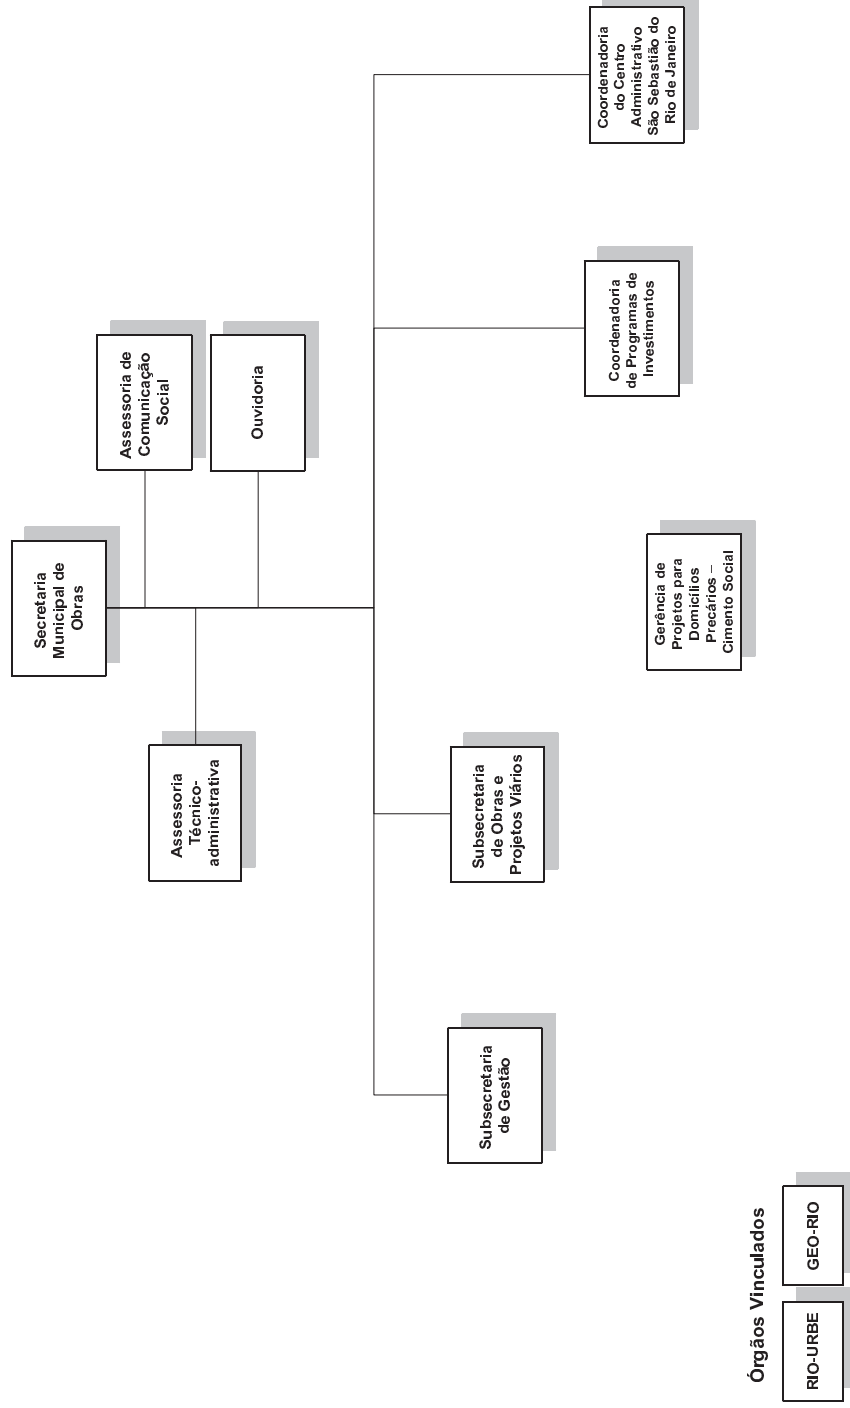 Secretaria
Municipal de
Obras
Assessoria
Técnico-
administrativa
Assessoria de
Comunicação
Social
Ouvidoria
Subsecretaria
de Gestão
Subsecretaria
de Obras e
Projetos Viários
Coordenadoria
de Programas de
Investimentos
Coordenadoria
do Centro
Administrativo
São Sebastião do
Rio de Janeiro
Gerência de
Projetos para
Domicílios
Precários –
Cimento Social
Órgãos Vinculados
RIO-URBE
GEO-RIO